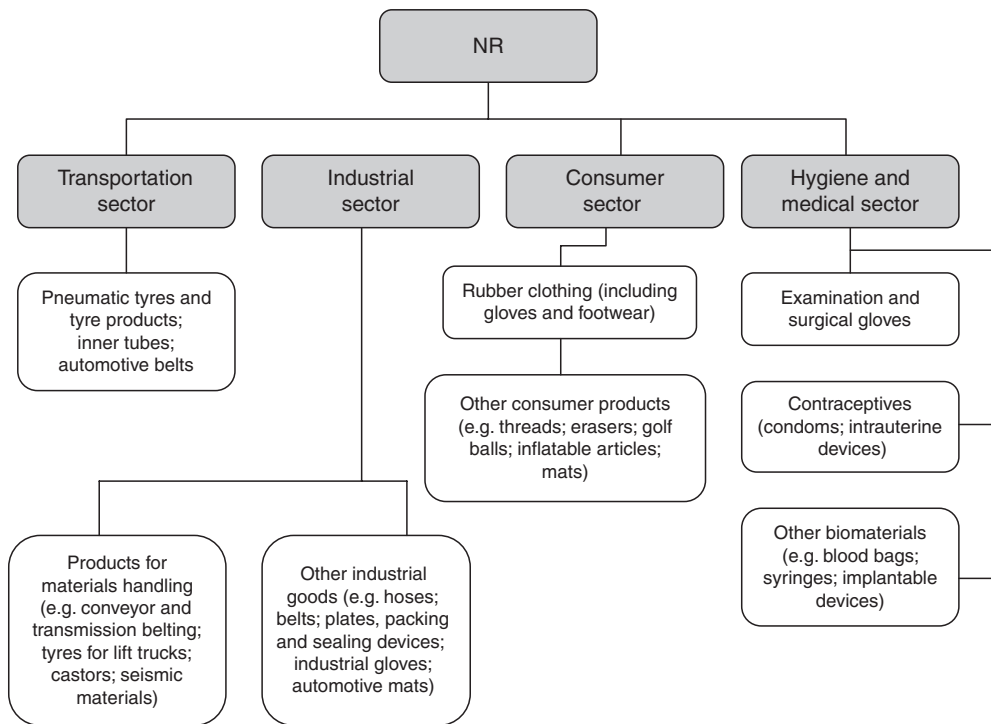 NR
Transportation
sector
Industrial
sector
Consumer
sector
Hygiene and
medical sector
Pneumatic tyres and
tyre products;
inner tubes;
automotive belts
Rubber clothing (including
gloves and footwear)
Examination and
surgical gloves
Other consumer products
(e.g. threads; erasers; golf
balls; inflatable articles;
mats)
Contraceptives
(condoms; intrauterine
devices)
Products for
materials handling
(e.g. conveyor and
transmission belting;
tyres for lift trucks;
castors; seismic
materials)
Other industrial
goods (e.g. hoses;
belts; plates, packing
and sealing devices;
industrial gloves;
automotive mats)
Other biomaterials
(e.g. blood bags;
syringes; implantable
devices)